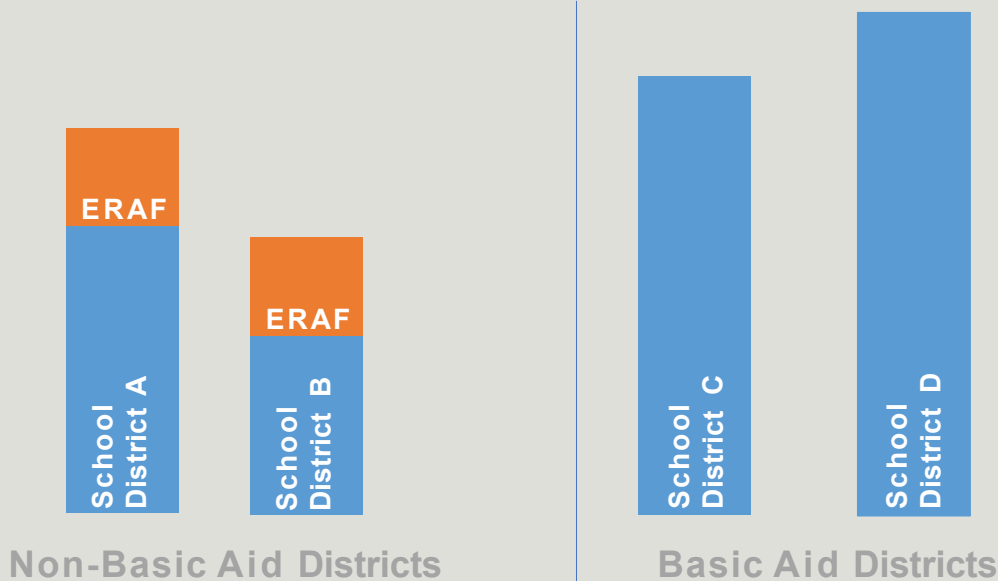 ERAF
School
District A
ERAF
School
District B
School
District C
School
District D
Non-Basic Aid Districts
Basic Aid Districts